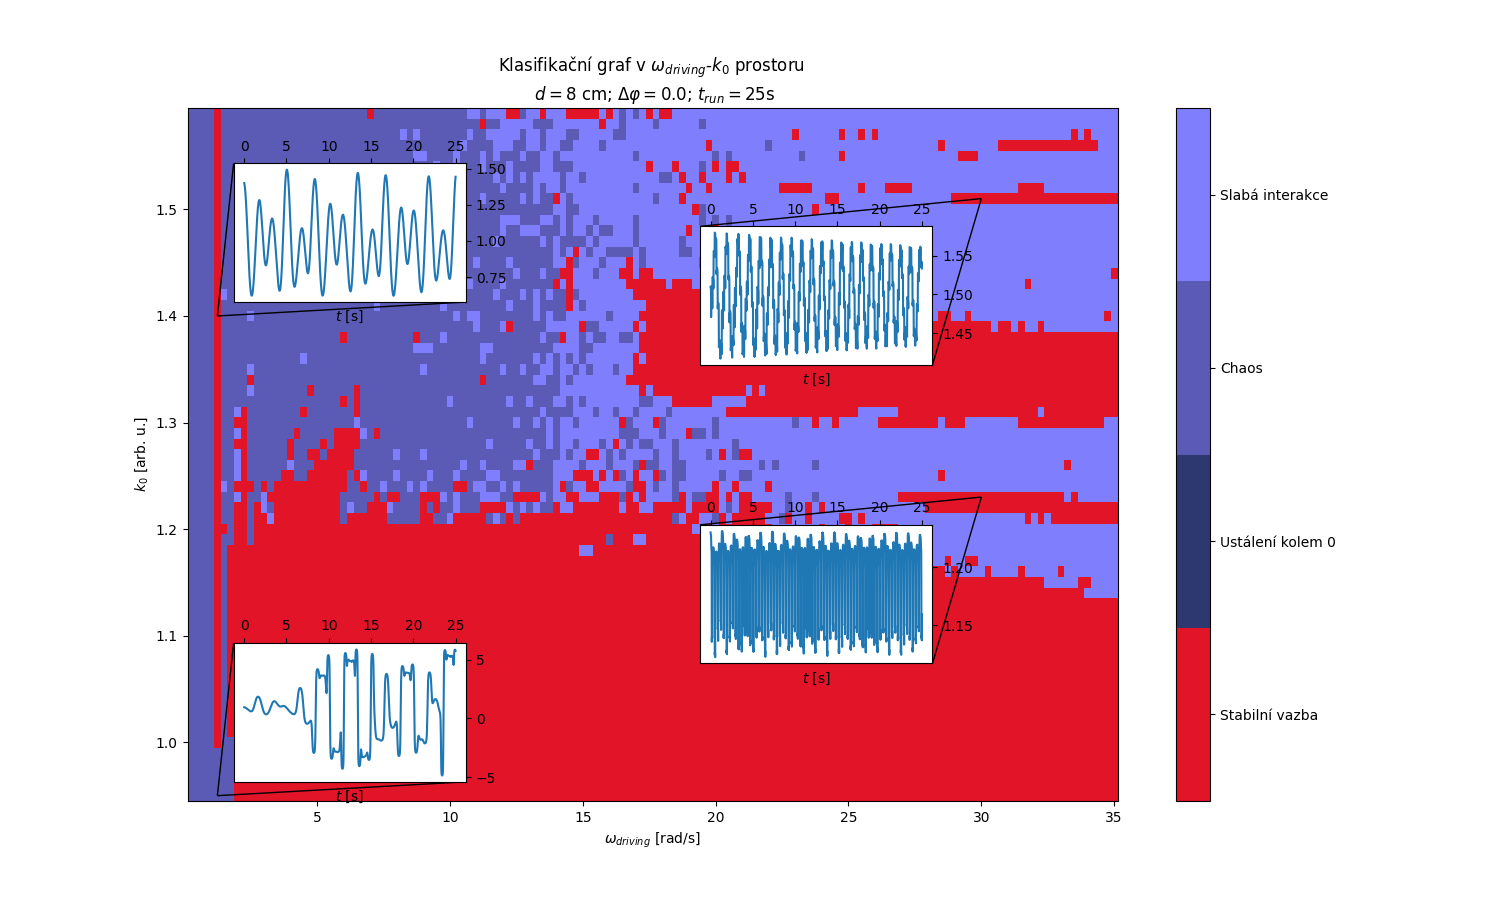 Klasifikační graf v ω_driving-k₀ prostoru
d = 8 cm; Δφ = 0.0; t_run = 25s
0 5 10 15 20 25
1.50
1.25
1.00
0.75
t [s]
0 5 10 15 20 25
1.55
1.50
1.45
t [s]
0 5 10 15 20 25
1.20
1.15
t [s]
0 5 10 15 20 25
5
0
−5
t [s]
1.5
1.4
1.3
1.2
1.1
1.0
k₀ [arb. u.]
5 10 15 20 25 30 35
ω_driving [rad/s]
Slabá interakce
Chaos
Ustálení kolem 0
Stabilní vazba